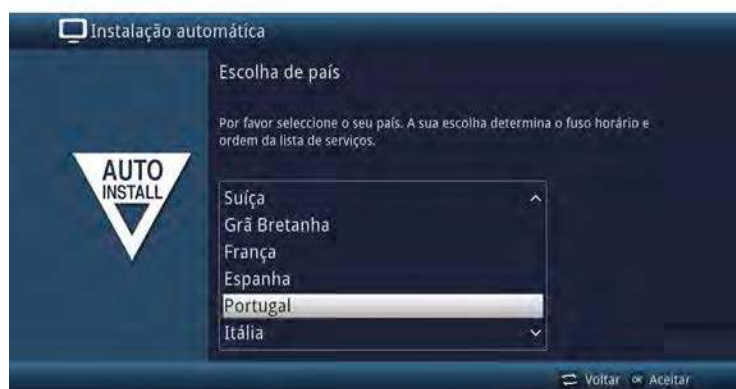 Instalação automática
Escolha de país
Por favor seleccione o seu país. A sua escolha determina o fuso horário e
ordem da lista de serviços.
AUTO
INSTALL
Suíça
Grã Bretanha
França
Espanha
Portugal
Itália
Voltar OK Aceitar